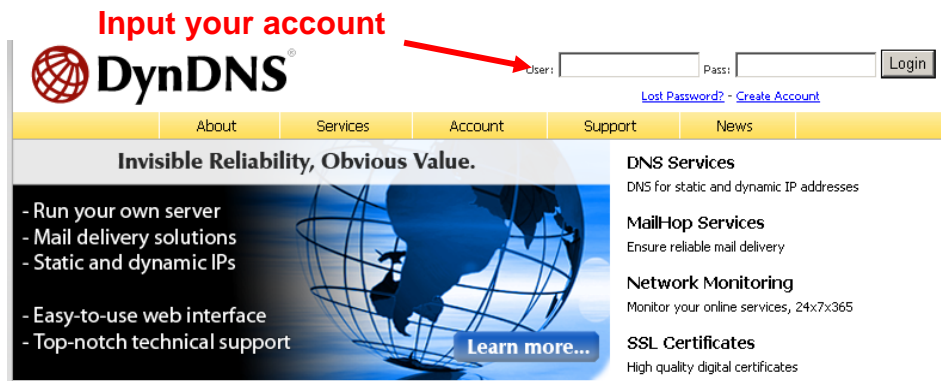 Input your account
DynDNS®
User:
Pass:
Login
Lost Password? - Create Account
About Services Account Support News
Invisible Reliability, Obvious Value.
- Run your own server
- Mail delivery solutions
- Static and dynamic IPs
- Easy-to-use web interface
- Top-notch technical support
Learn more...
DNS Services
DNS for static and dynamic IP addresses
MailHop Services
Ensure reliable mail delivery
Network Monitoring
Monitor your online services, 24x7x365
SSL Certificates
High quality digital certificates